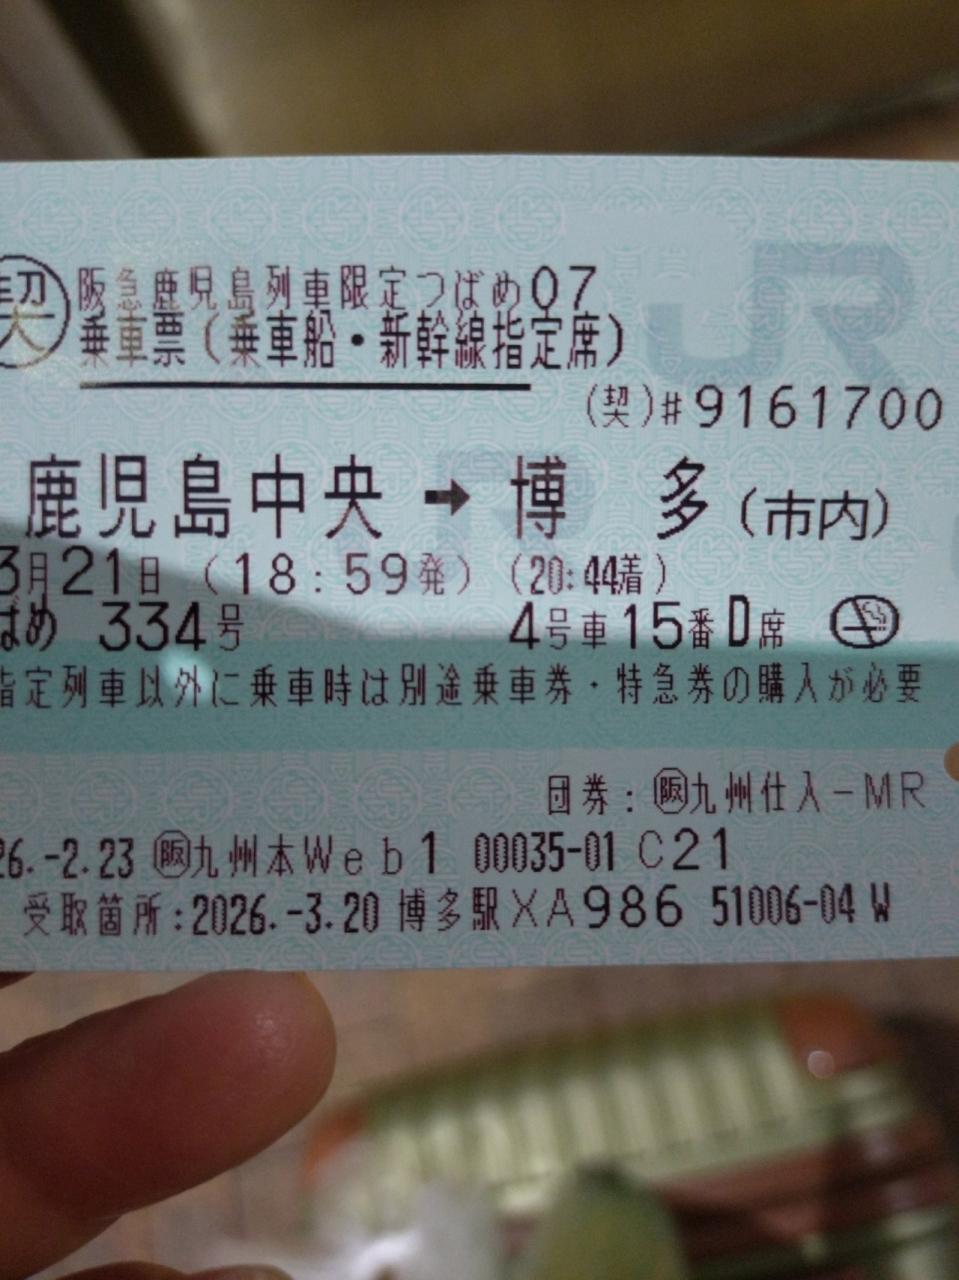 契 阪急鹿児島列車限定つばめ07
乗車票(乗車船・新幹線指定席)
(契)#9161700
鹿児島中央 → 博多(市内)
3月21日 (18:59発) (20:44着)
ばめ 334号 4号車15番D席
指定列車以外に乗車時は別途乗車券・特急券の購入が必要
団券:阪九州仕入-MR
26.-2.23 阪九州本Web1 00035-01 C21
受取箇所:2026.-3.20 博多駅XA986 51006-04 W
JR